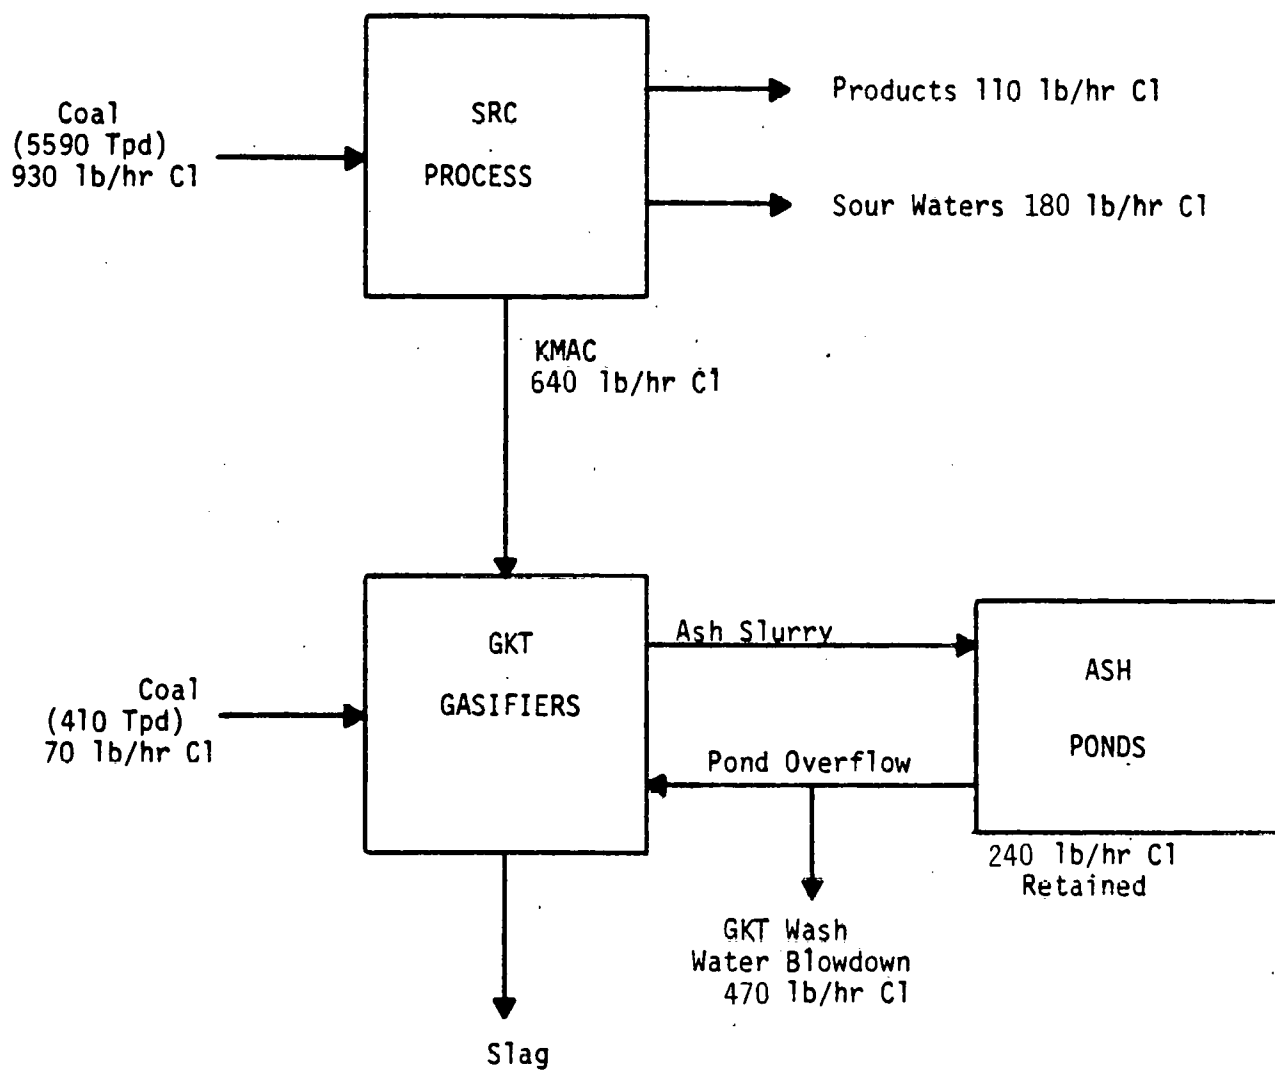 Coal
(5590 Tpd)
930 lb/hr Cl
SRC
PROCESS
Products 110 lb/hr Cl
Sour Waters 180 lb/hr Cl
KMAC
640 lb/hr Cl
Coal
(410 Tpd)
70 lb/hr Cl
GKT
GASIFIERS
Ash Slurry
Pond Overflow
ASH
PONDS
240 lb/hr Cl
Retained
GKT Wash
Water Blowdown
470 lb/hr Cl
Slag